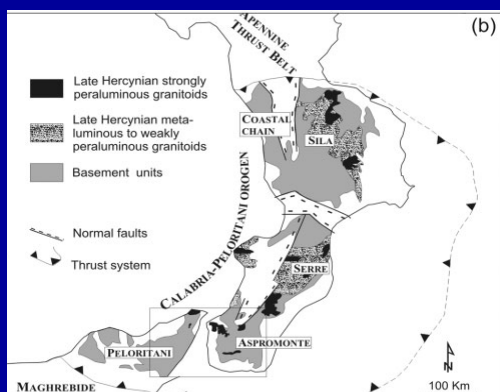 (b)
APENNINE
THRUST BELT
Late Hercynian strongly
peraluminous granitoids
Late Hercynian meta-
luminous to weakly
peraluminous granitoids
Basement units
Normal faults
Thrust system
COASTAL
CHAIN
SILA
CALABRIA-PELORITANI OROGEN
SERRE
PELORITANI
ASPROMONTE
MAGHREBIDE
N
100 Km